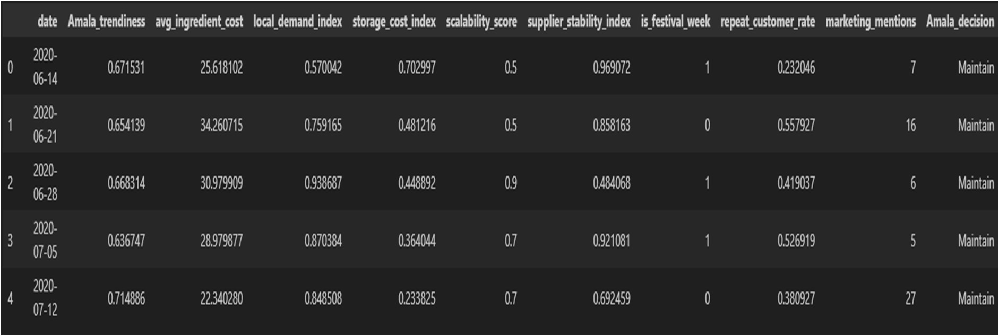 date Amala_trendiness avg_ingredient_cost local_demand_index storage_cost_index scalability_score supplier_stability_index is_festival_week repeat_customer_rate marketing_mentions Amala_decision
0 2020-06-14 0.671531 25.618102 0.570042 0.702997 0.5 0.969072 1 0.232046 7 Maintain
1 2020-06-21 0.654139 34.260715 0.759165 0.481216 0.5 0.858163 0 0.557927 16 Maintain
2 2020-06-28 0.668314 30.979909 0.938687 0.448892 0.9 0.484068 1 0.419037 6 Maintain
3 2020-07-05 0.636747 28.979877 0.870384 0.364044 0.7 0.921081 1 0.526919 5 Maintain
4 2020-07-12 0.714886 22.340280 0.848508 0.233825 0.7 0.692459 0 0.380927 27 Maintain